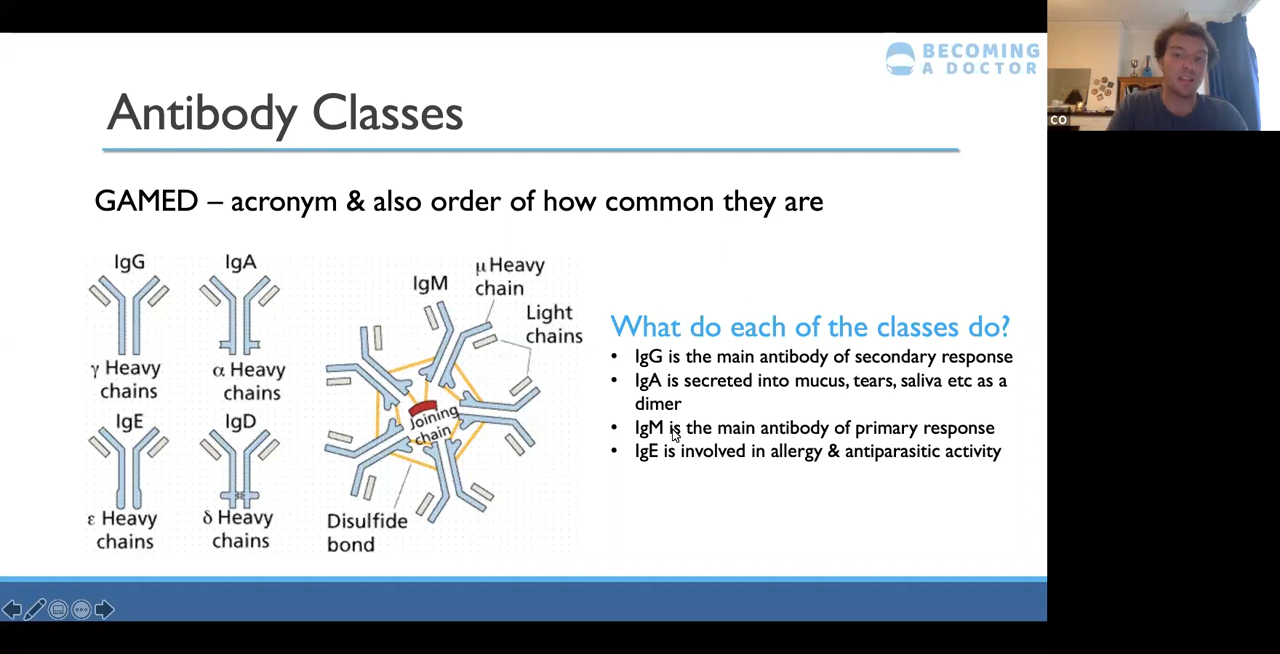 BECOMING
A DOCTOR
CO
Antibody Classes
GAMED – acronym & also order of how common they are
IgG
IgA
γ Heavy
chains
α Heavy
chains
IgE
IgD
ε Heavy
chains
δ Heavy
chains
IgM
μ Heavy
chain
Light
chains
Joining
chain
Disulfide
bond
What do each of the classes do?
• IgG is the main antibody of secondary response
• IgA is secreted into mucus, tears, saliva etc as a
dimer
• IgM is the main antibody of primary response
• IgE is involved in allergy & antiparasitic activity